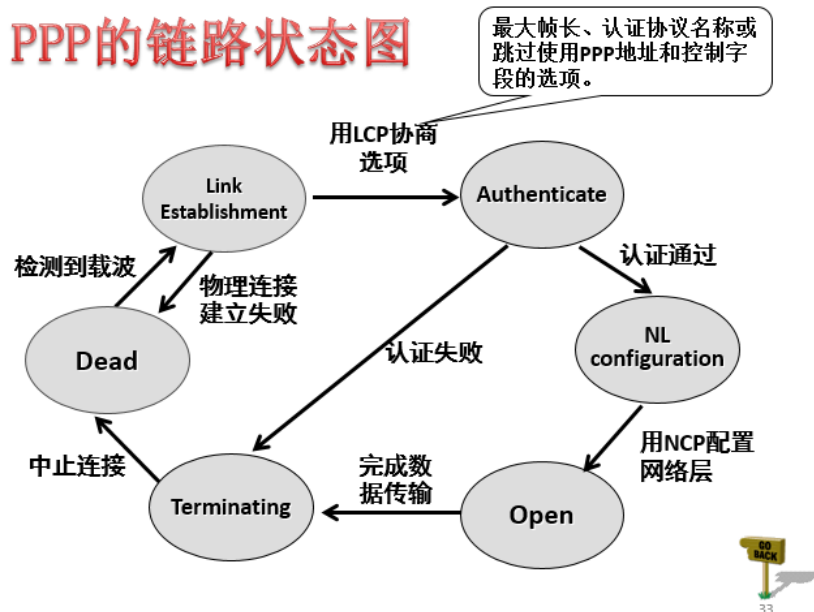 PPP的链路状态图
最大帧长、认证协议名称或
跳过使用PPP地址和控制字
段的选项。
用LCP协商
选项
Link
Establishment
Authenticate
检测到载波
物理连接
建立失败
认证通过
Dead
认证失败
NL
configuration
中止连接
完成数
据传输
用NCP配置
网络层
Terminating
Open
GO
BACK
33